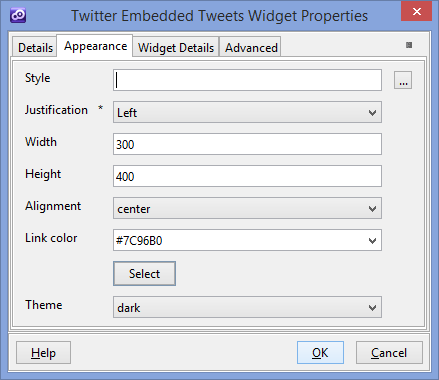 Twitter Embedded Tweets Widget Properties
Details Appearance Widget Details Advanced
Style ...
Justification * Left
Width 300
Height 400
Alignment center
Link color #7C96B0
Select
Theme dark
Help OK Cancel